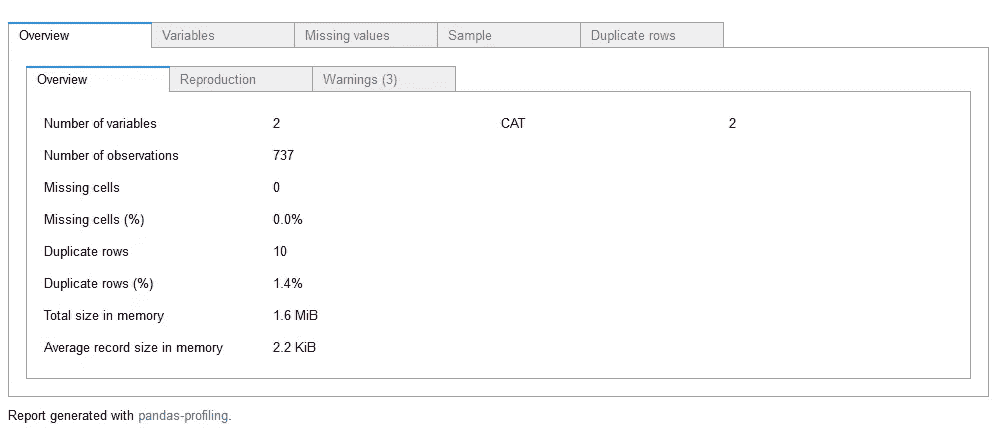 Overview Variables Missing values Sample Duplicate rows
Overview Reproduction Warnings (3)
Number of variables 2 CAT 2
Number of observations 737
Missing cells 0
Missing cells (%) 0.0%
Duplicate rows 10
Duplicate rows (%) 1.4%
Total size in memory 1.6 MiB
Average record size in memory 2.2 KiB
Report generated with pandas-profiling.